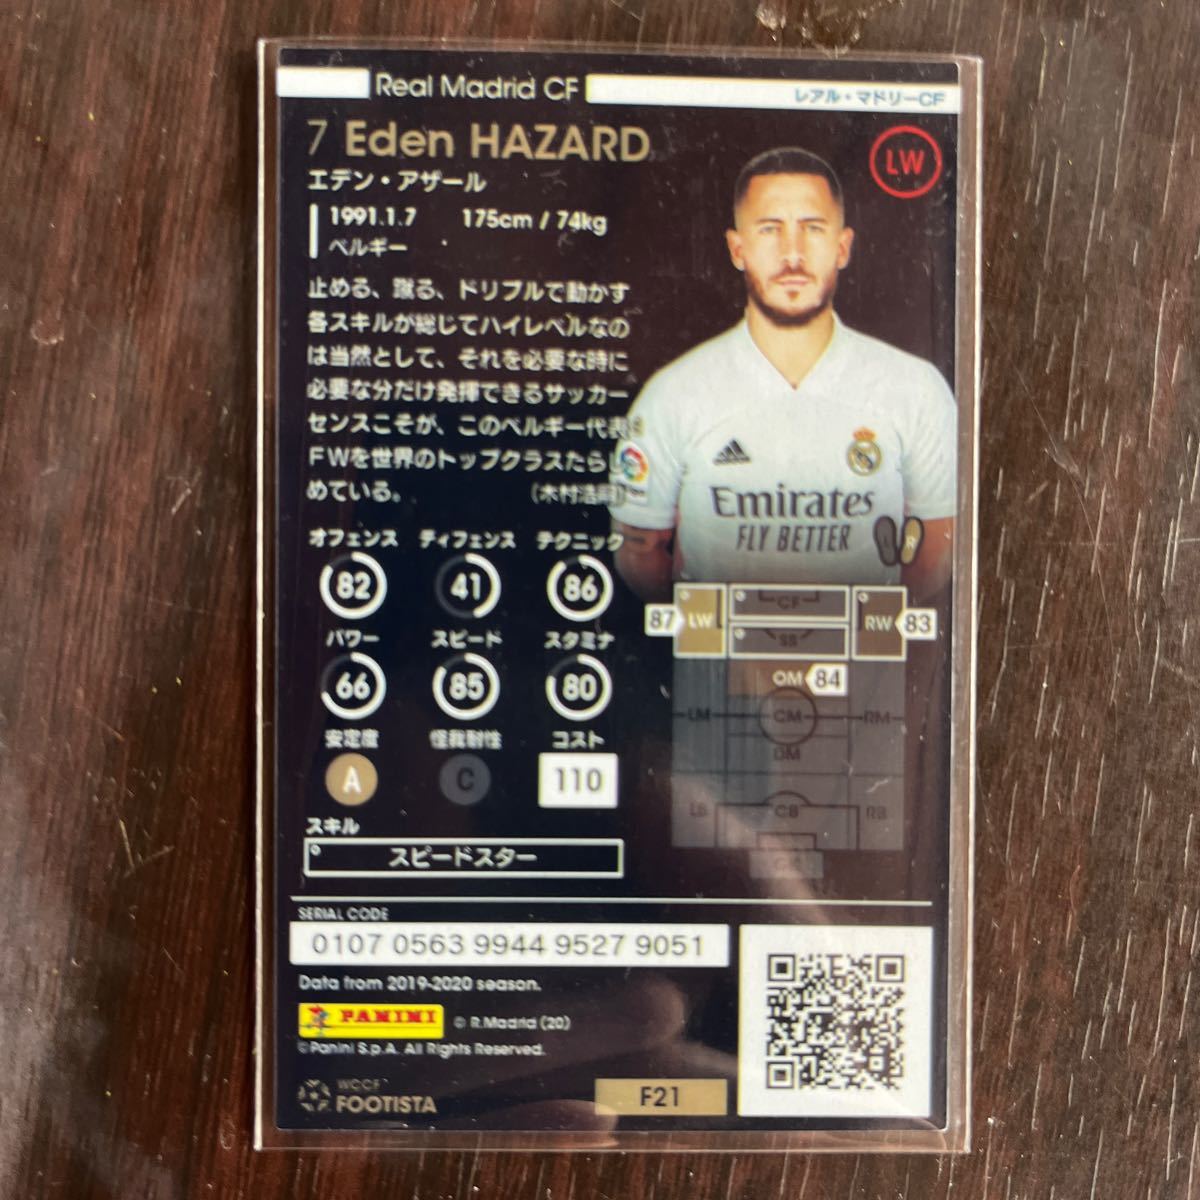 Real Madrid CF
レアル・マドリーCF
7 Eden HAZARD
LW
エデン・アザール
1991.1.7 175cm / 74kg
ベルギー
止める、蹴る、ドリブルで動かす
各スキルが総じてハイレベルなの
は当然として、それを必要な時に
必要な分だけ発揮できるサッカー
センスこそが、このベルギー代表
FWを世界のトップクラスたらし
めている。
adidas
Emirates
FLY BETTER
R
オフェンス ディフェンス テクニック
82 41 86
パワー スピード スタミナ
66 85 80
安定度 怪我耐性 コスト
A C 110
87 LW CF RW 83
SS
OM 84
LM CM RM
DM
LB CB RB
スキル
スピードスター
SERIAL CODE
0107 0563 9944 9527 9051
Data from 2019-2020 season.
PANINI © R.Madrid (20)
©Panini S.p.A. All Rights Reserved.
WCCF
FOOTISTA
F21